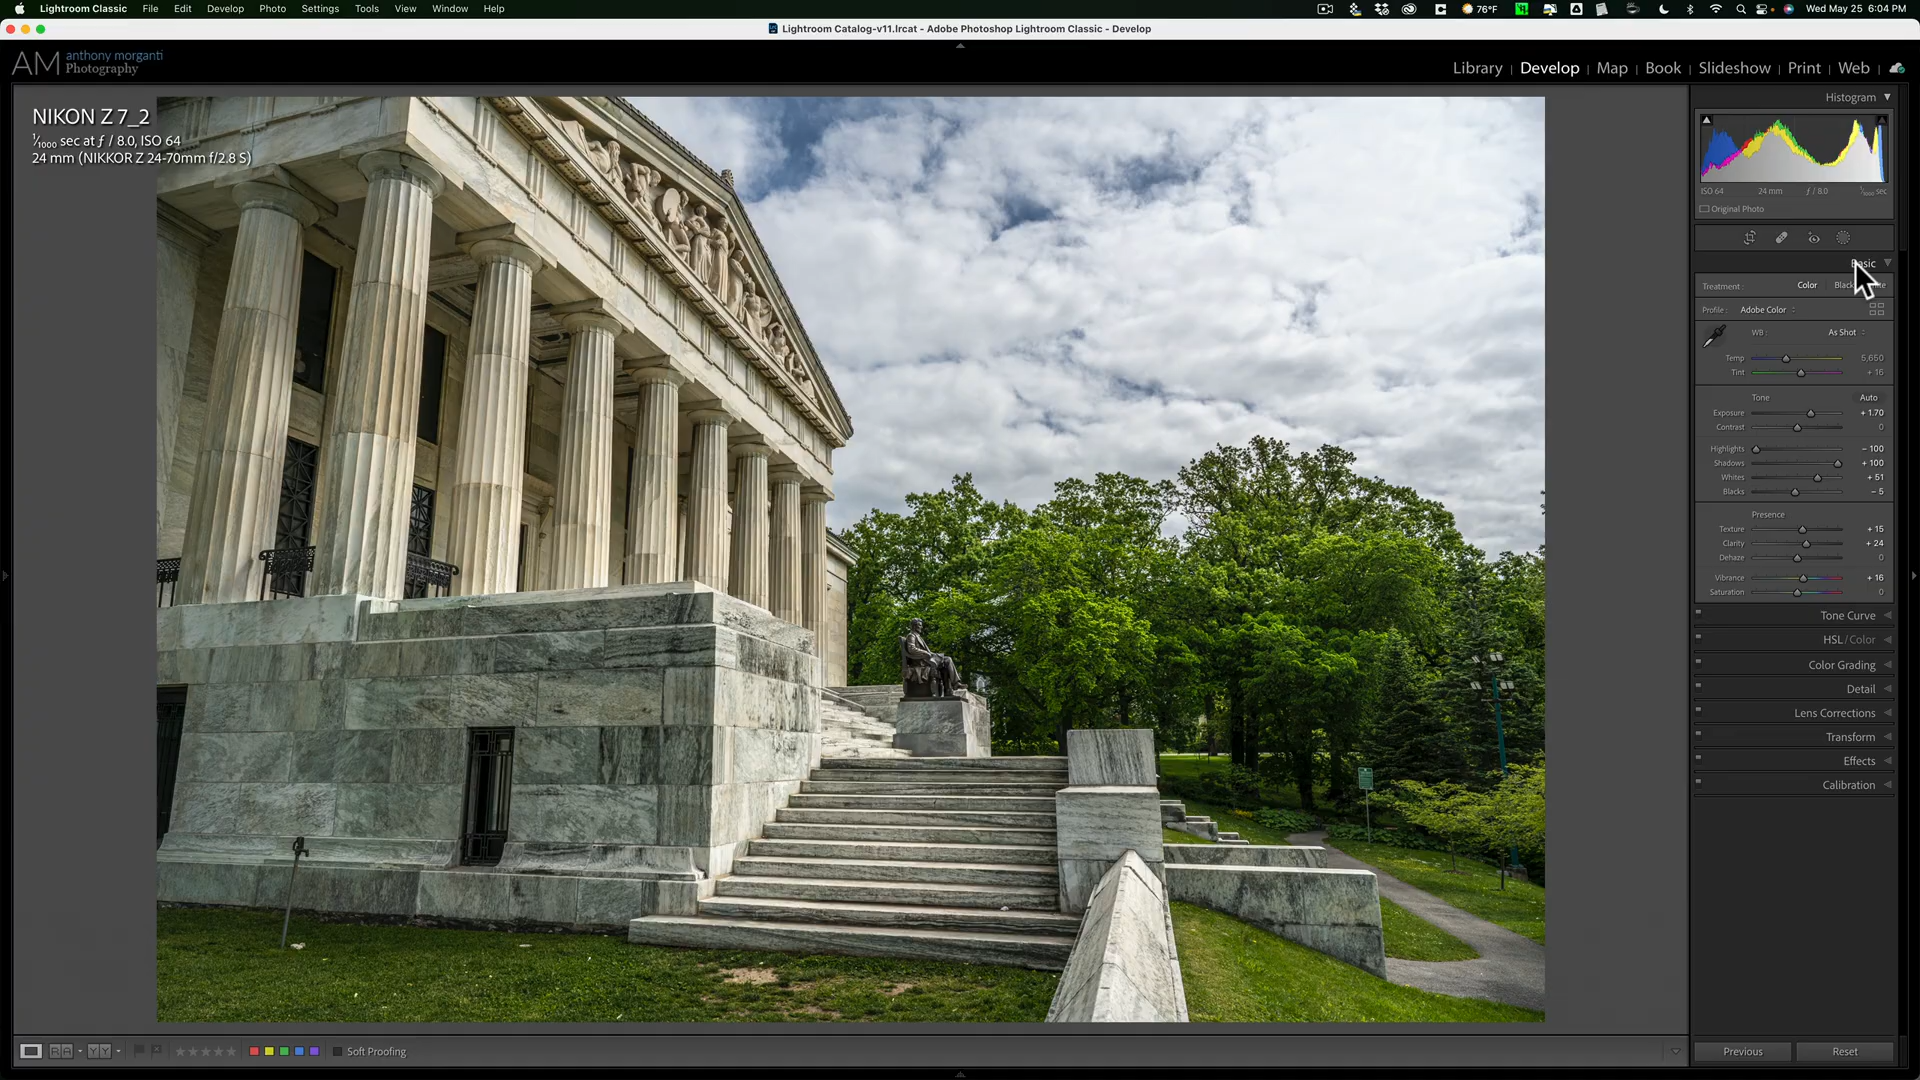 Lightroom Classic File Edit Develop Photo Settings Tools View Window Help 76°F Wed May 25 6:04 PM
Lightroom Catalog-v11.lrcat - Adobe Photoshop Lightroom Classic - Develop
AM anthony morganti Photography
Library | Develop | Map | Book | Slideshow | Print | Web
NIKON Z 7_2
1/1000 sec at ƒ / 8.0, ISO 64
24 mm (NIKKOR Z 24-70mm f/2.8 S)
Histogram
ISO 64 24 mm ƒ / 8.0 1/1000 sec
Original Photo
Basic
Treatment : Color
Profile : Adobe Color
WB : As Shot
Temp 5,650
Tint + 16
Tone Auto
Exposure + 1.70
Contrast 0
Highlights − 100
Shadows + 100
Whites + 51
Blacks − 5
Presence
Texture + 15
Clarity + 24
Dehaze 0
Vibrance + 16
Saturation 0
Tone Curve
HSL / Color
Color Grading
Detail
Lens Corrections
Transform
Effects
Calibration
Soft Proofing
Previous Reset